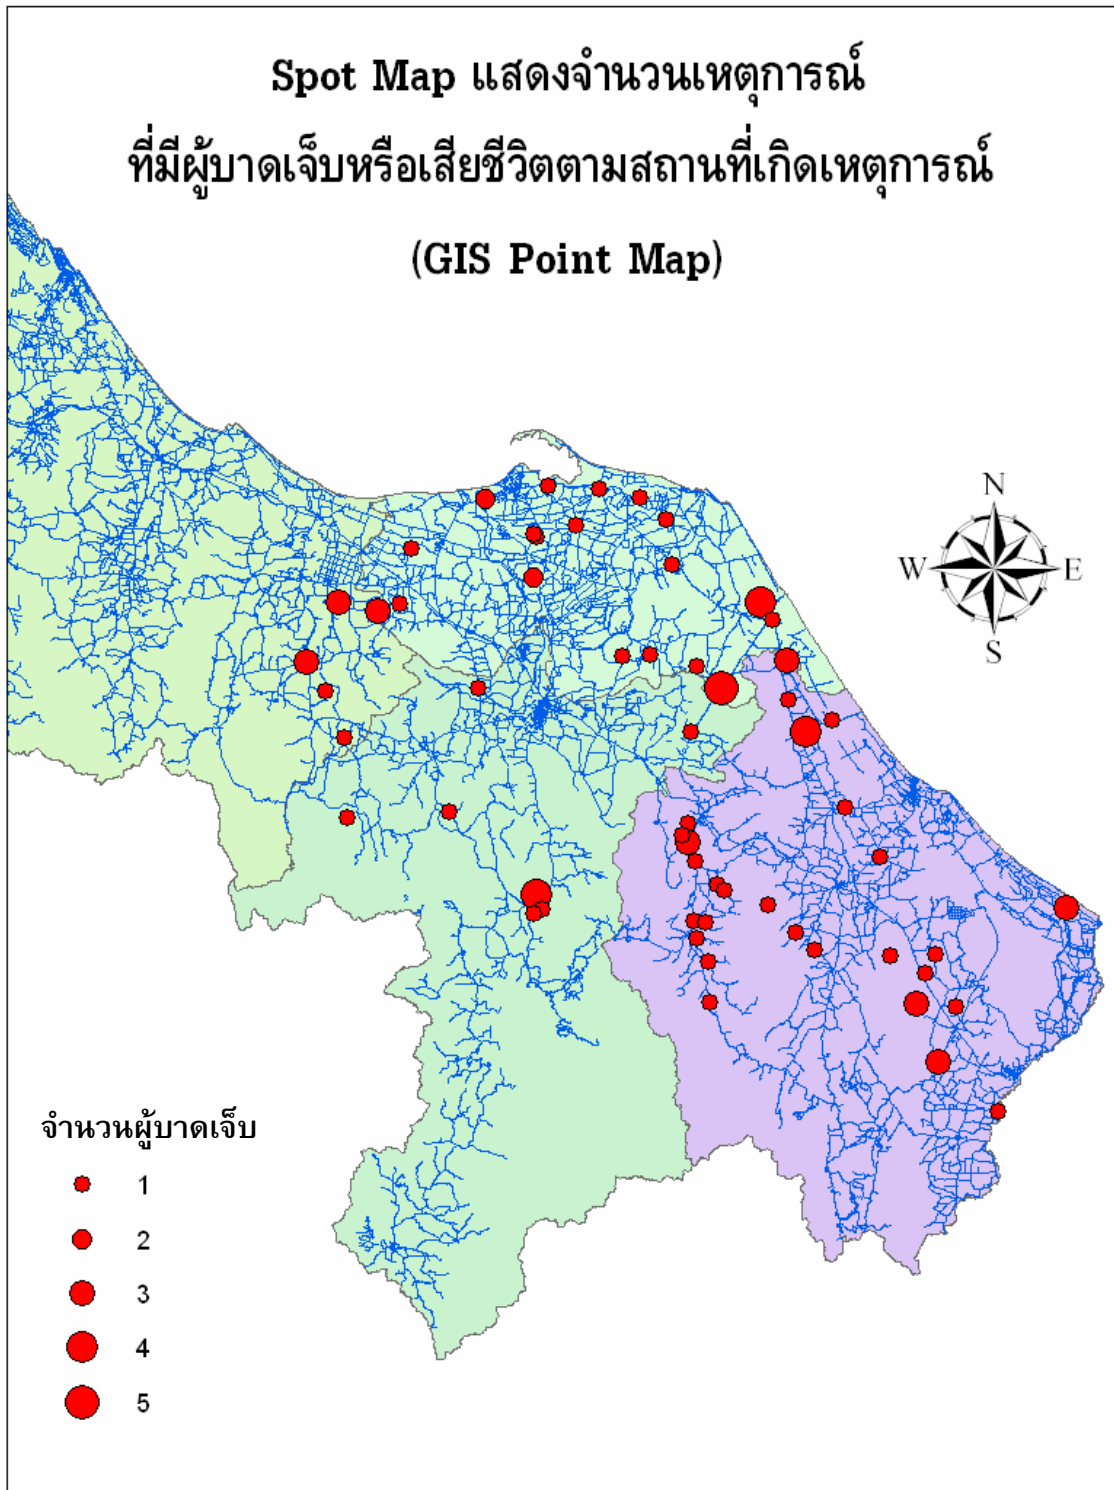 Spot Map แสดงจำนวนเหตุการณ์
ที่มีผู้บาดเจ็บหรือเสียชีวิตตามสถานที่เกิดเหตุการณ์
(GIS Point Map)
N
W E
S
จำนวนผู้บาดเจ็บ
1
2
3
4
5